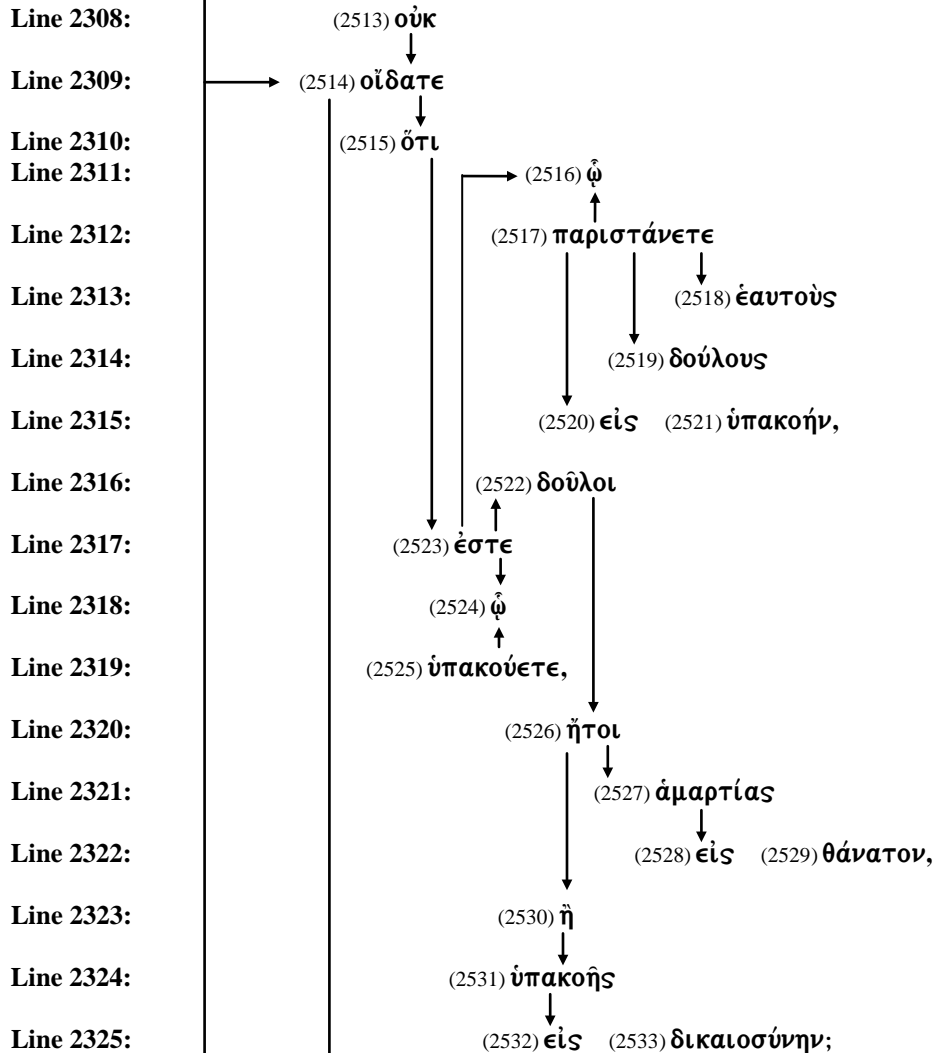 Line 2308: (2513) οὐκ
Line 2309: (2514) οἴδατε
Line 2310: (2515) ὅτι
Line 2311: (2516) ᾧ
Line 2312: (2517) παριστάνετε
Line 2313: (2518) ἑαυτοὺς
Line 2314: (2519) δούλους
Line 2315: (2520) εἰς (2521) ὑπακοήν,
Line 2316: (2522) δοῦλοι
Line 2317: (2523) ἐστε
Line 2318: (2524) ᾧ
Line 2319: (2525) ὑπακούετε,
Line 2320: (2526) ἤτοι
Line 2321: (2527) ἁμαρτίας
Line 2322: (2528) εἰς (2529) θάνατον,
Line 2323: (2530) ἢ
Line 2324: (2531) ὑπακοῆς
Line 2325: (2532) εἰς (2533) δικαιοσύνην;